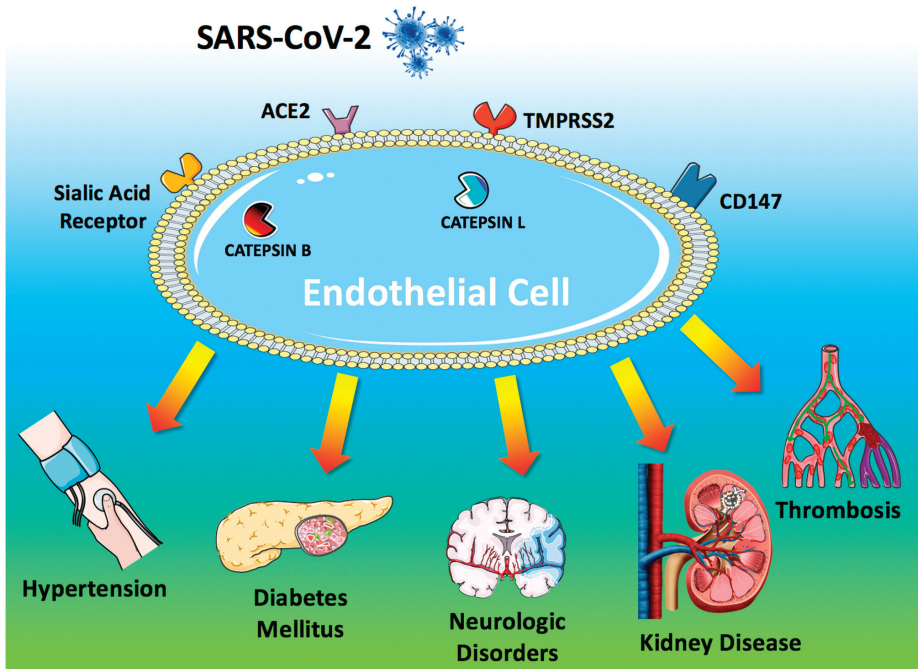 SARS-CoV-2
ACE2
TMPRSS2
Sialic Acid
Receptor
CD147
CATEPSIN B
CATEPSIN L
Endothelial Cell
Hypertension
Diabetes
Mellitus
Neurologic
Disorders
Kidney Disease
Thrombosis